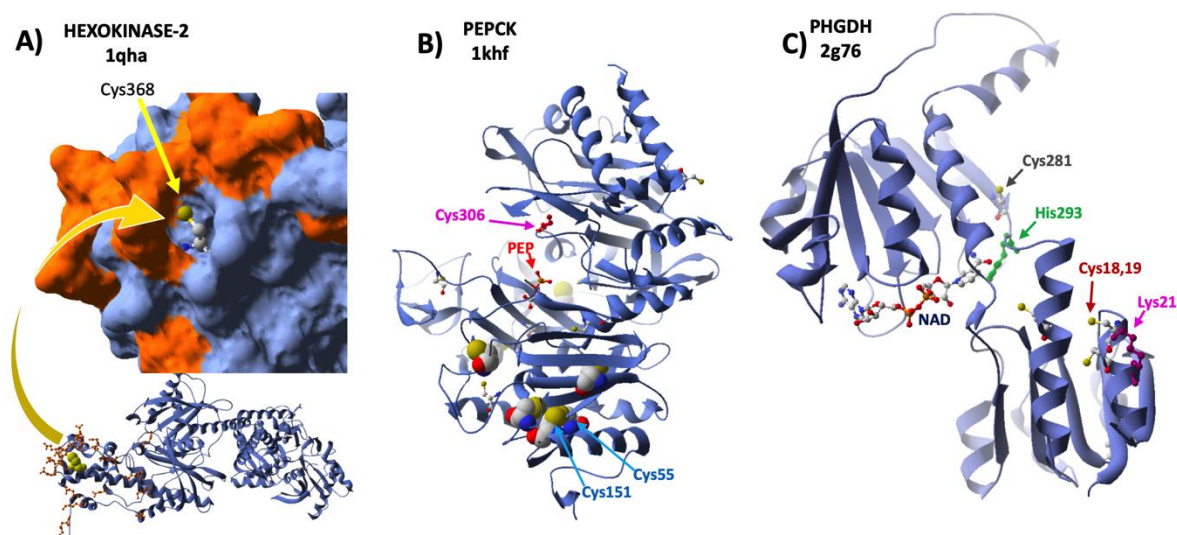 A)
HEXOKINASE-2
1qha
Cys368
B)
PEPCK
1khf
Cys306
PEP
Cys55
Cys151
C)
PHGDH
2g76
Cys281
His293
Cys18,19
Lys21
NAD